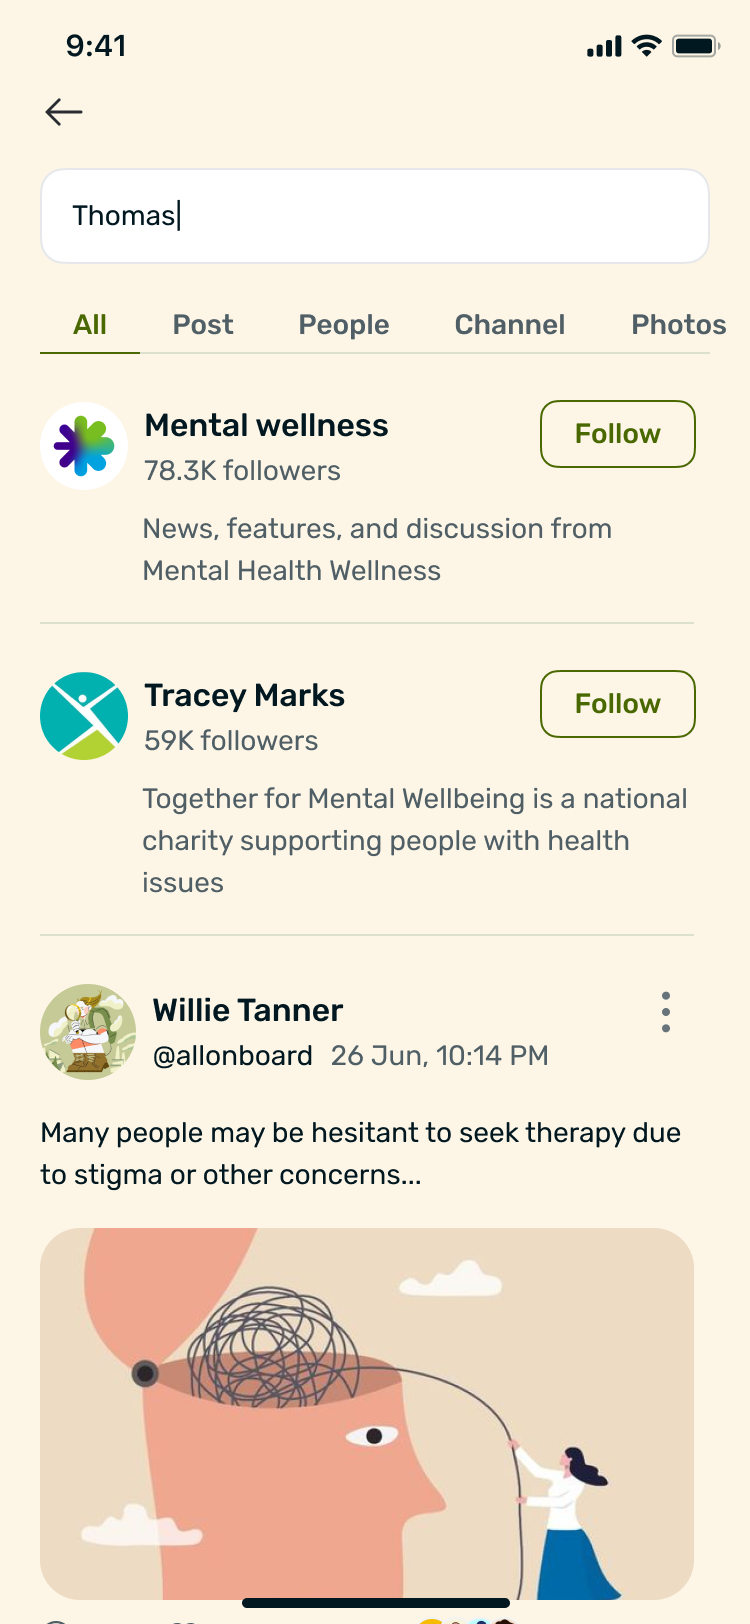 9:41
Thomas
All Post People Channel Photos
Mental wellness
Follow
78.3K followers
News, features, and discussion from
Mental Health Wellness
Tracey Marks
Follow
59K followers
Together for Mental Wellbeing is a national
charity supporting people with health
issues
Willie Tanner
@allonboard 26 Jun, 10:14 PM
Many people may be hesitant to seek therapy due
to stigma or other concerns...